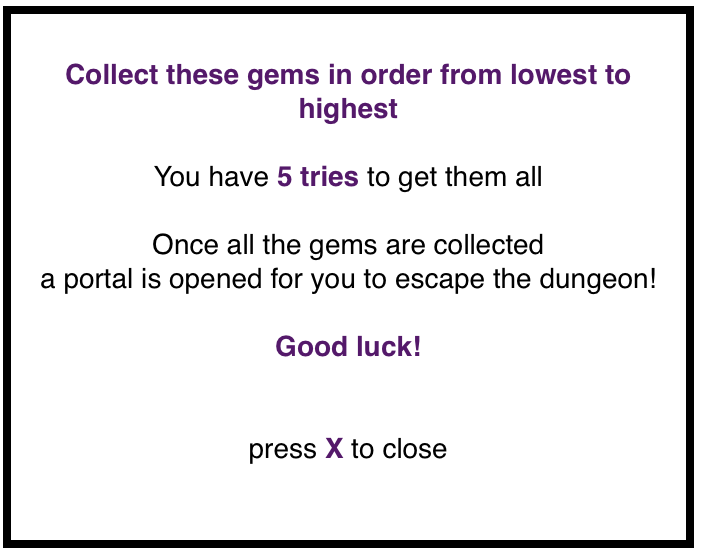 Collect these gems in order from lowest to
highest
You have 5 tries to get them all
Once all the gems are collected
a portal is opened for you to escape the dungeon!
Good luck!
press X to close